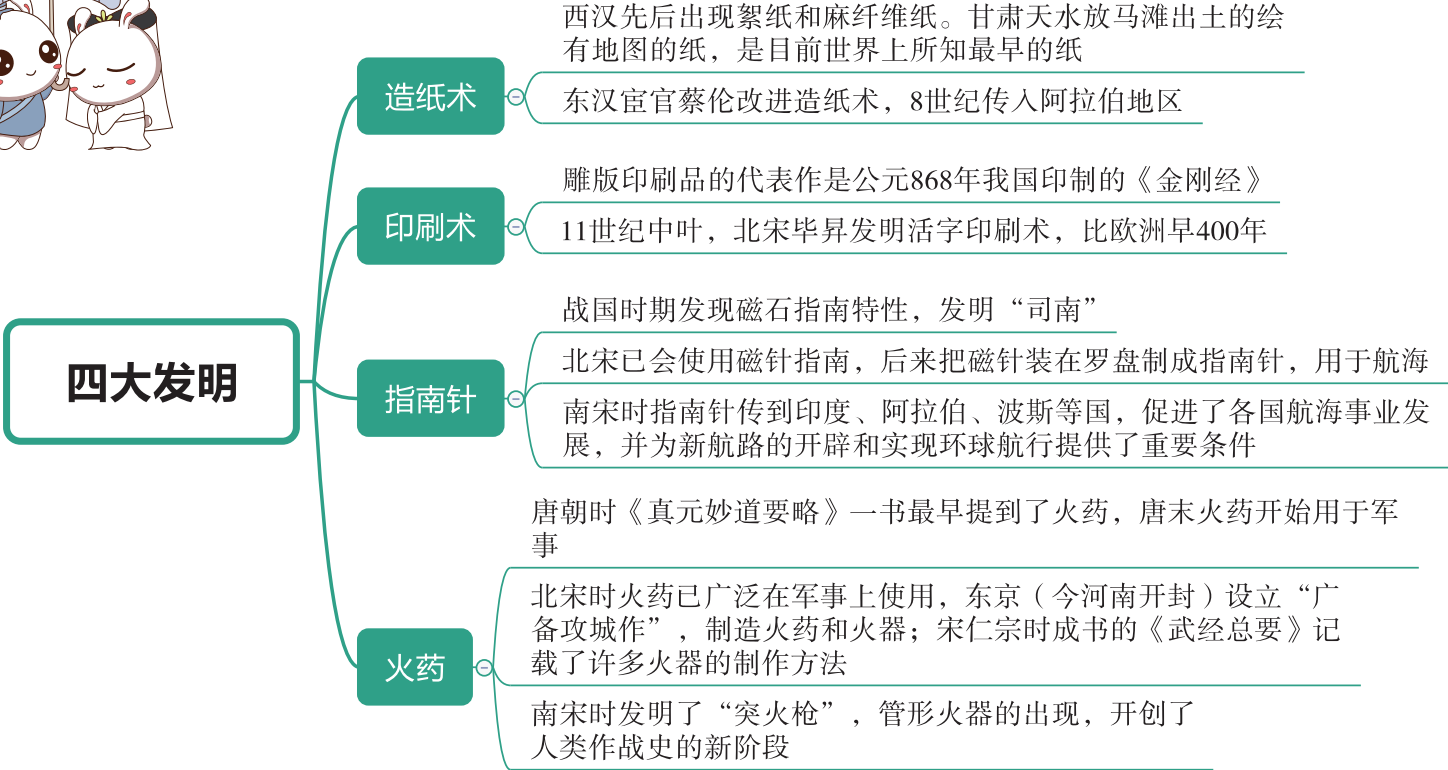 四大发明
造纸术
西汉先后出现絮纸和麻纤维纸。甘肃天水放马滩出土的绘
有地图的纸，是目前世界上所知最早的纸
东汉宦官蔡伦改进造纸术，8世纪传入阿拉伯地区
印刷术
雕版印刷品的代表作是公元868年我国印制的《金刚经》
11世纪中叶，北宋毕昇发明活字印刷术，比欧洲早400年
指南针
战国时期发现磁石指南特性，发明“司南”
北宋已会使用磁针指南，后来把磁针装在罗盘制成指南针，用于航海
南宋时指南针传到印度、阿拉伯、波斯等国，促进了各国航海事业发
展，并为新航路的开辟和实现环球航行提供了重要条件
火药
唐朝时《真元妙道要略》一书最早提到了火药，唐末火药开始用于军
事
北宋时火药已广泛在军事上使用，东京（今河南开封）设立“广
备攻城作”，制造火药和火器；宋仁宗时成书的《武经总要》记
载了许多火器的制作方法
南宋时发明了“突火枪”，管形火器的出现，开创了
人类作战史的新阶段